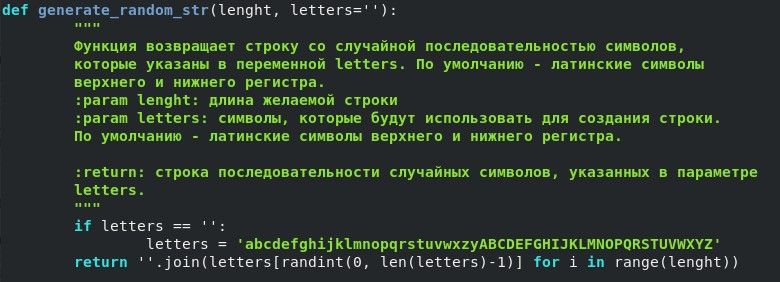 def generate_random_str(lenght, letters=''):
"""
Функция возвращает строку со случайной последовательностью символов,
которые указаны в переменной letters. По умолчанию - латинские символы
верхнего и нижнего регистра.
:param lenght: длина желаемой строки
:param letters: символы, которые будут использовать для создания строки.
По умолчанию - латинские символы верхнего и нижнего регистра.
:return: строка последовательности случайных символов, указанных в параметре
letters.
"""
if letters == '':
letters = 'abcdefghijklmnopqrstuvwxzyABCDEFGHIJKLMNOPQRSTUVWXYZ'
return ''.join(letters[randint(0, len(letters)-1)] for i in range(lenght))